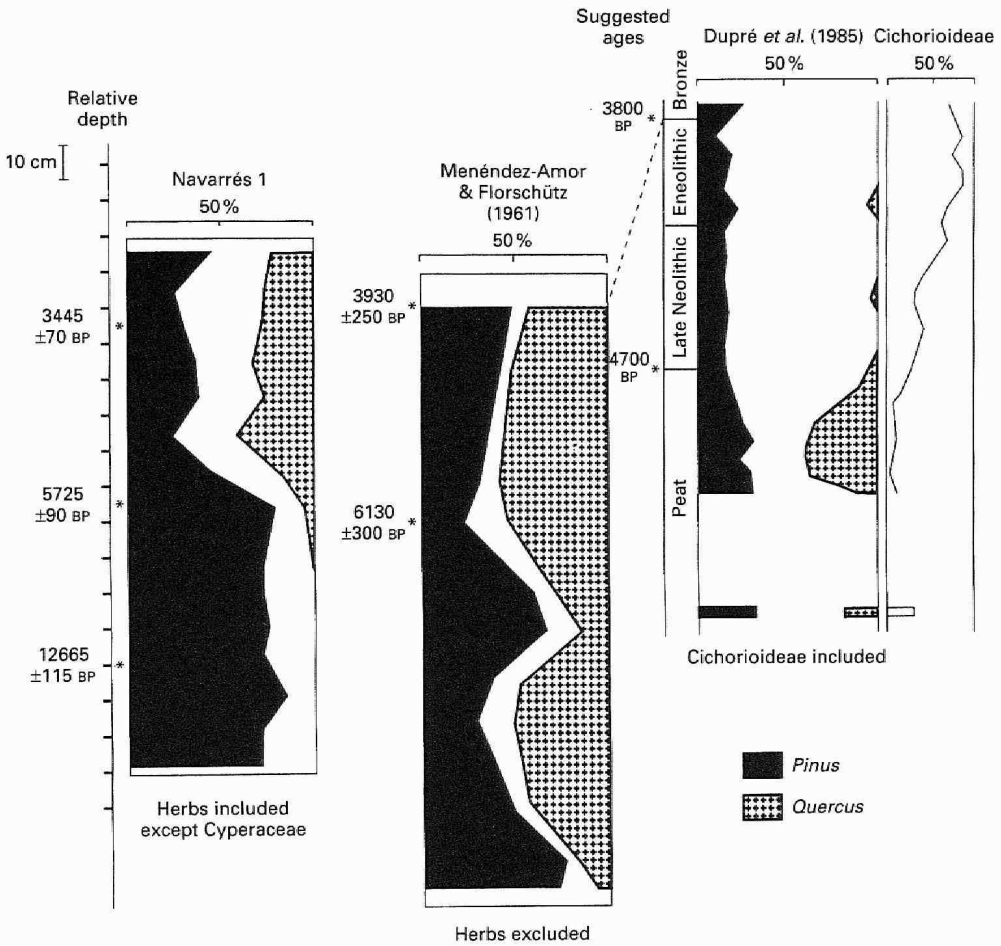 Suggested
ages
Dupré et al. (1985) Cichorioideae
50 % 50 %
Relative
depth
10 cm
Navarrés 1
50 %
Menéndez-Amor
& Florschütz
(1961)
50 %
3800
BP *
Bronze
Eneolithic
Late Neolithic
Peat
3445
±70 BP *
5725
±90 BP *
12665
±115 BP *
3930
±250 BP *
6130
±300 BP *
4700
BP *
Cichorioideae included
Herbs included
except Cyperaceae
Herbs excluded
Pinus
Quercus